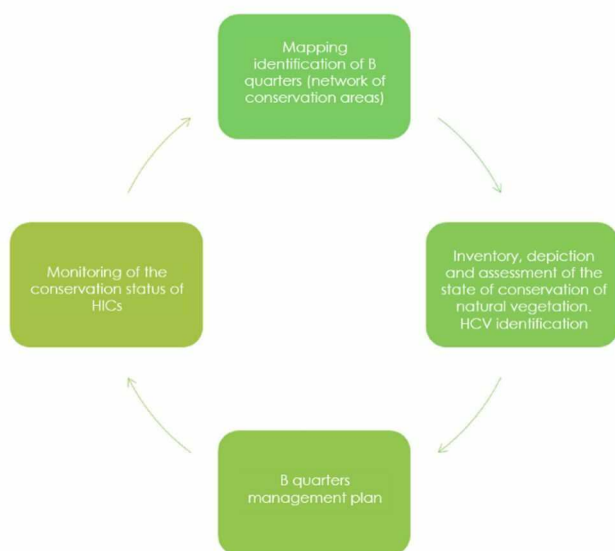 Mapping
identification of B
quarters (network of
conservation areas)
Inventory, depiction
and assessment of the
state of conservation of
natural vegetation.
HCV identification
B quarters
management plan
Monitoring of the
conservation status of
HICs